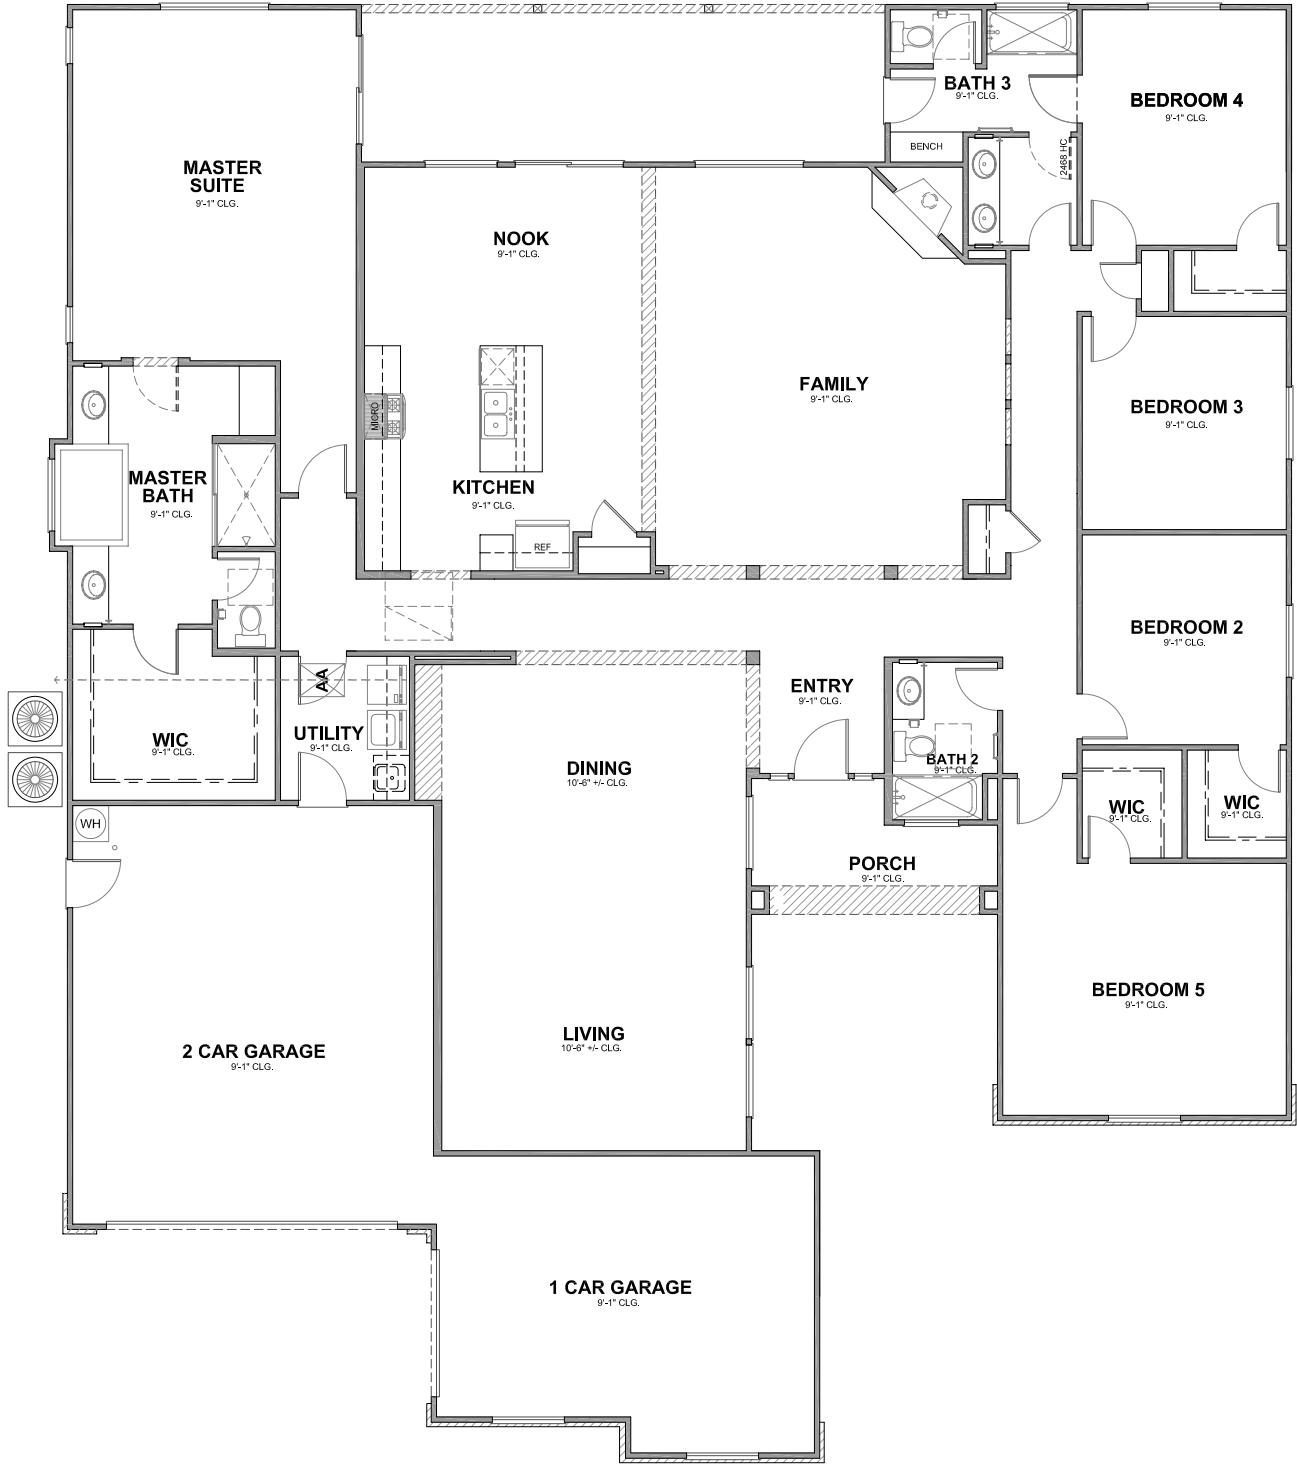 BATH 3
9'-1" CLG.
BEDROOM 4
9'-1" CLG.
BENCH
2468 HC
MASTER
SUITE
9'-1" CLG.
NOOK
9'-1" CLG.
FAMILY
9'-1" CLG.
BEDROOM 3
9'-1" CLG.
MICRO
KITCHEN
9'-1" CLG.
REF
MASTER
BATH
9'-1" CLG.
BEDROOM 2
9'-1" CLG.
AA
ENTRY
9'-1" CLG.
WIC
9'-1" CLG.
UTILITY
9'-1" CLG.
DINING
10'-6" +/- CLG.
BATH 2
9'-1" CLG.
WIC
9'-1" CLG.
WIC
9'-1" CLG.
WH
PORCH
9'-1" CLG.
BEDROOM 5
9'-1" CLG.
LIVING
10'-6" +/- CLG.
2 CAR GARAGE
9'-1" CLG.
1 CAR GARAGE
9'-1" CLG.